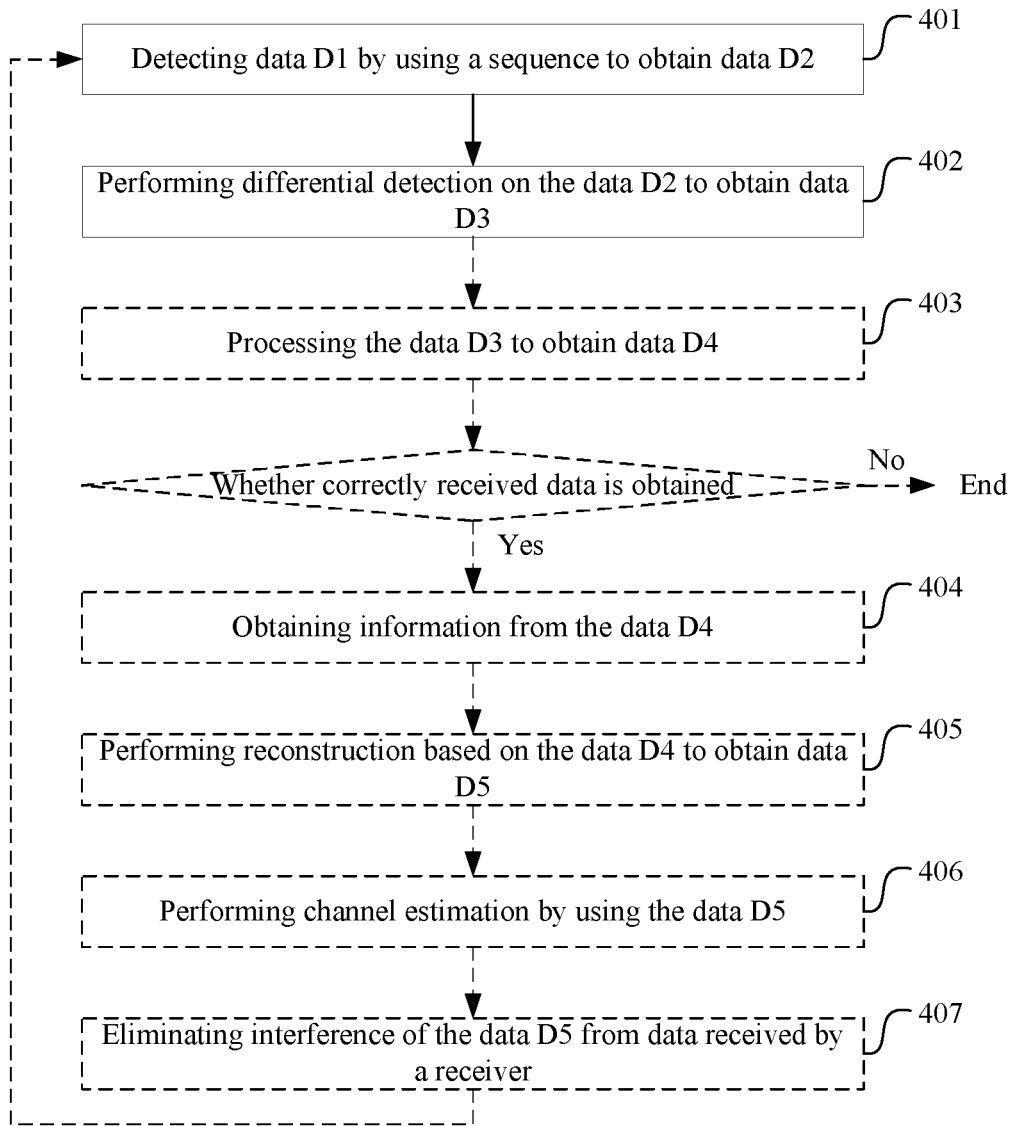 401
Detecting data D1 by using a sequence to obtain data D2
402
Performing differential detection on the data D2 to obtain data
D3
403
Processing the data D3 to obtain data D4
Whether correctly received data is obtained
No
End
Yes
404
Obtaining information from the data D4
405
Performing reconstruction based on the data D4 to obtain data
D5
406
Performing channel estimation by using the data D5
407
Eliminating interference of the data D5 from data received by
a receiver